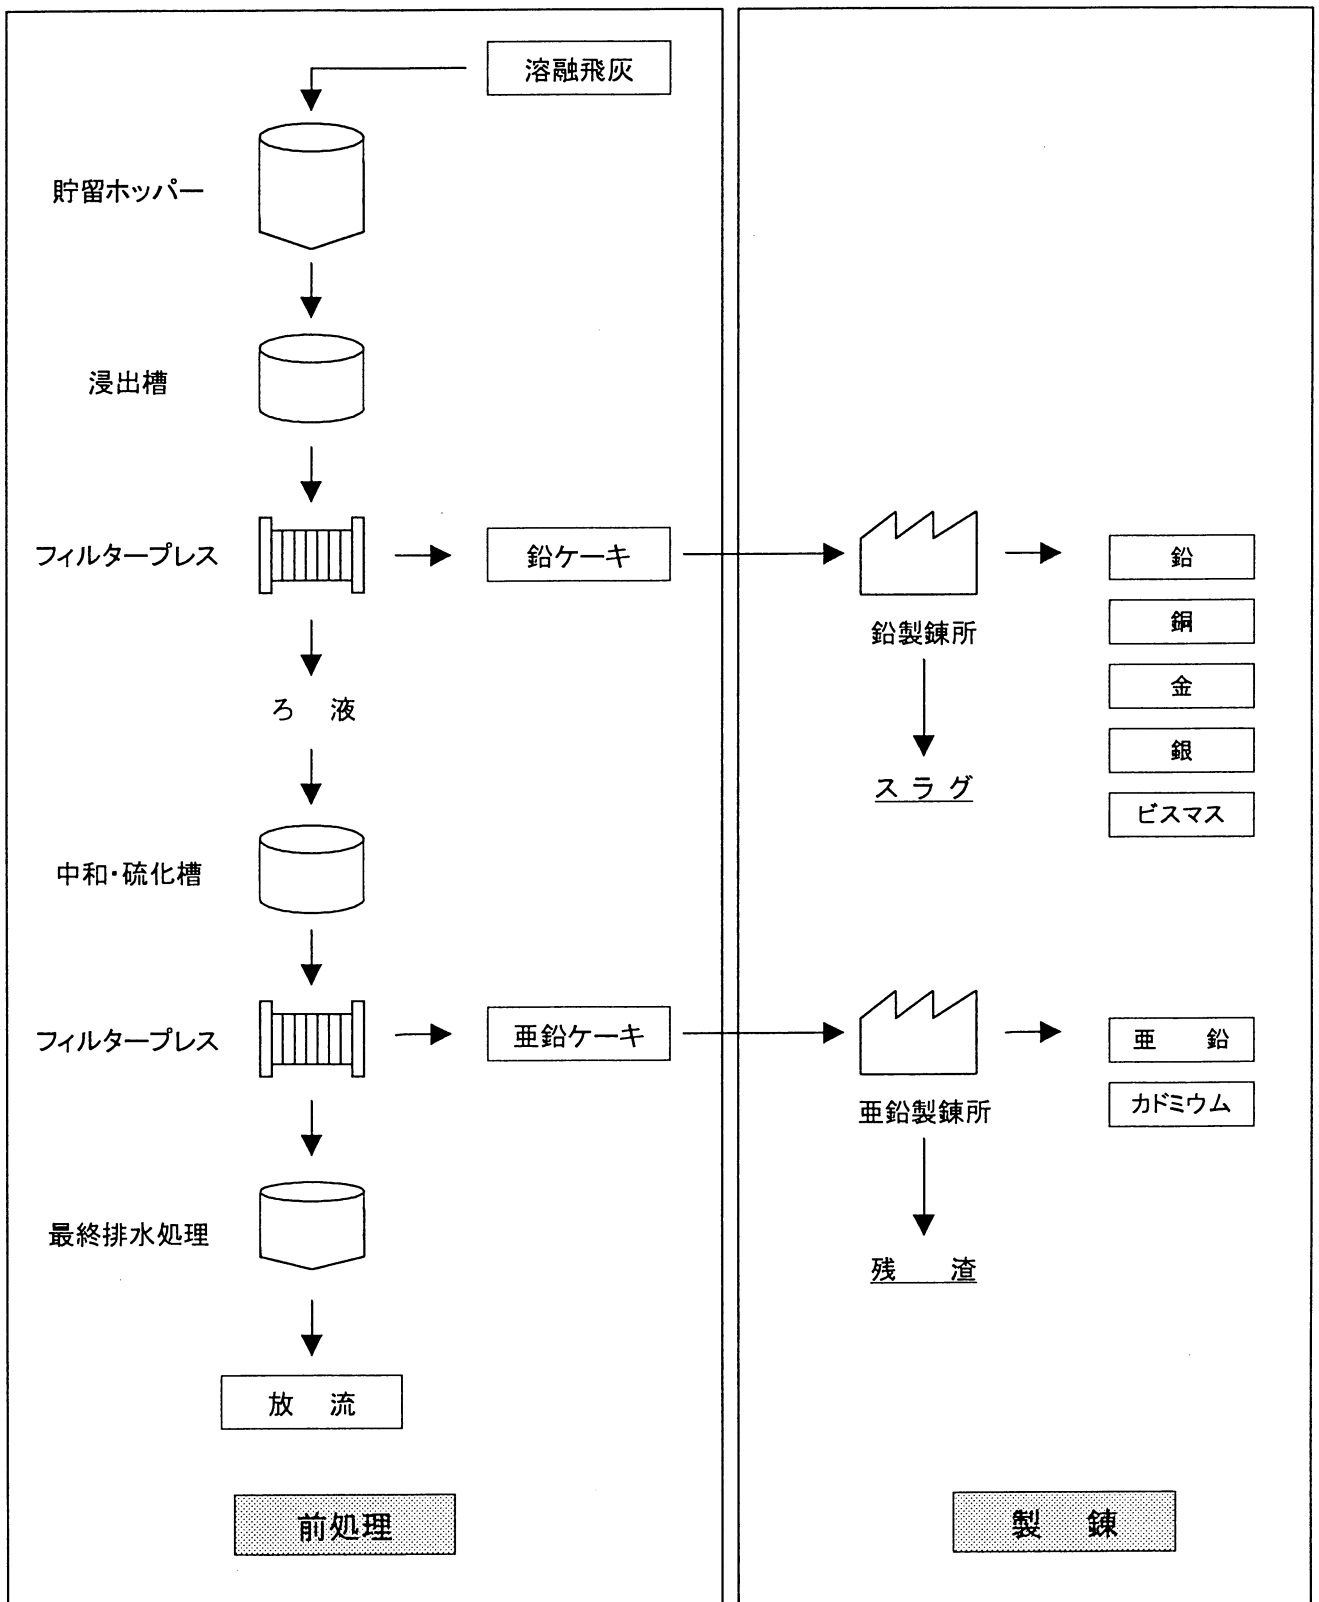 溶融飛灰
貯留ホッパー
浸出槽
フィルタープレス
鉛ケーキ
鉛製錬所
鉛
銅
金
銀
ビスマス
ろ 液
スラグ
中和・硫化槽
フィルタープレス
亜鉛ケーキ
亜鉛製錬所
亜 鉛
カドミウム
最終排水処理
残 渣
放 流
前処理
製 錬